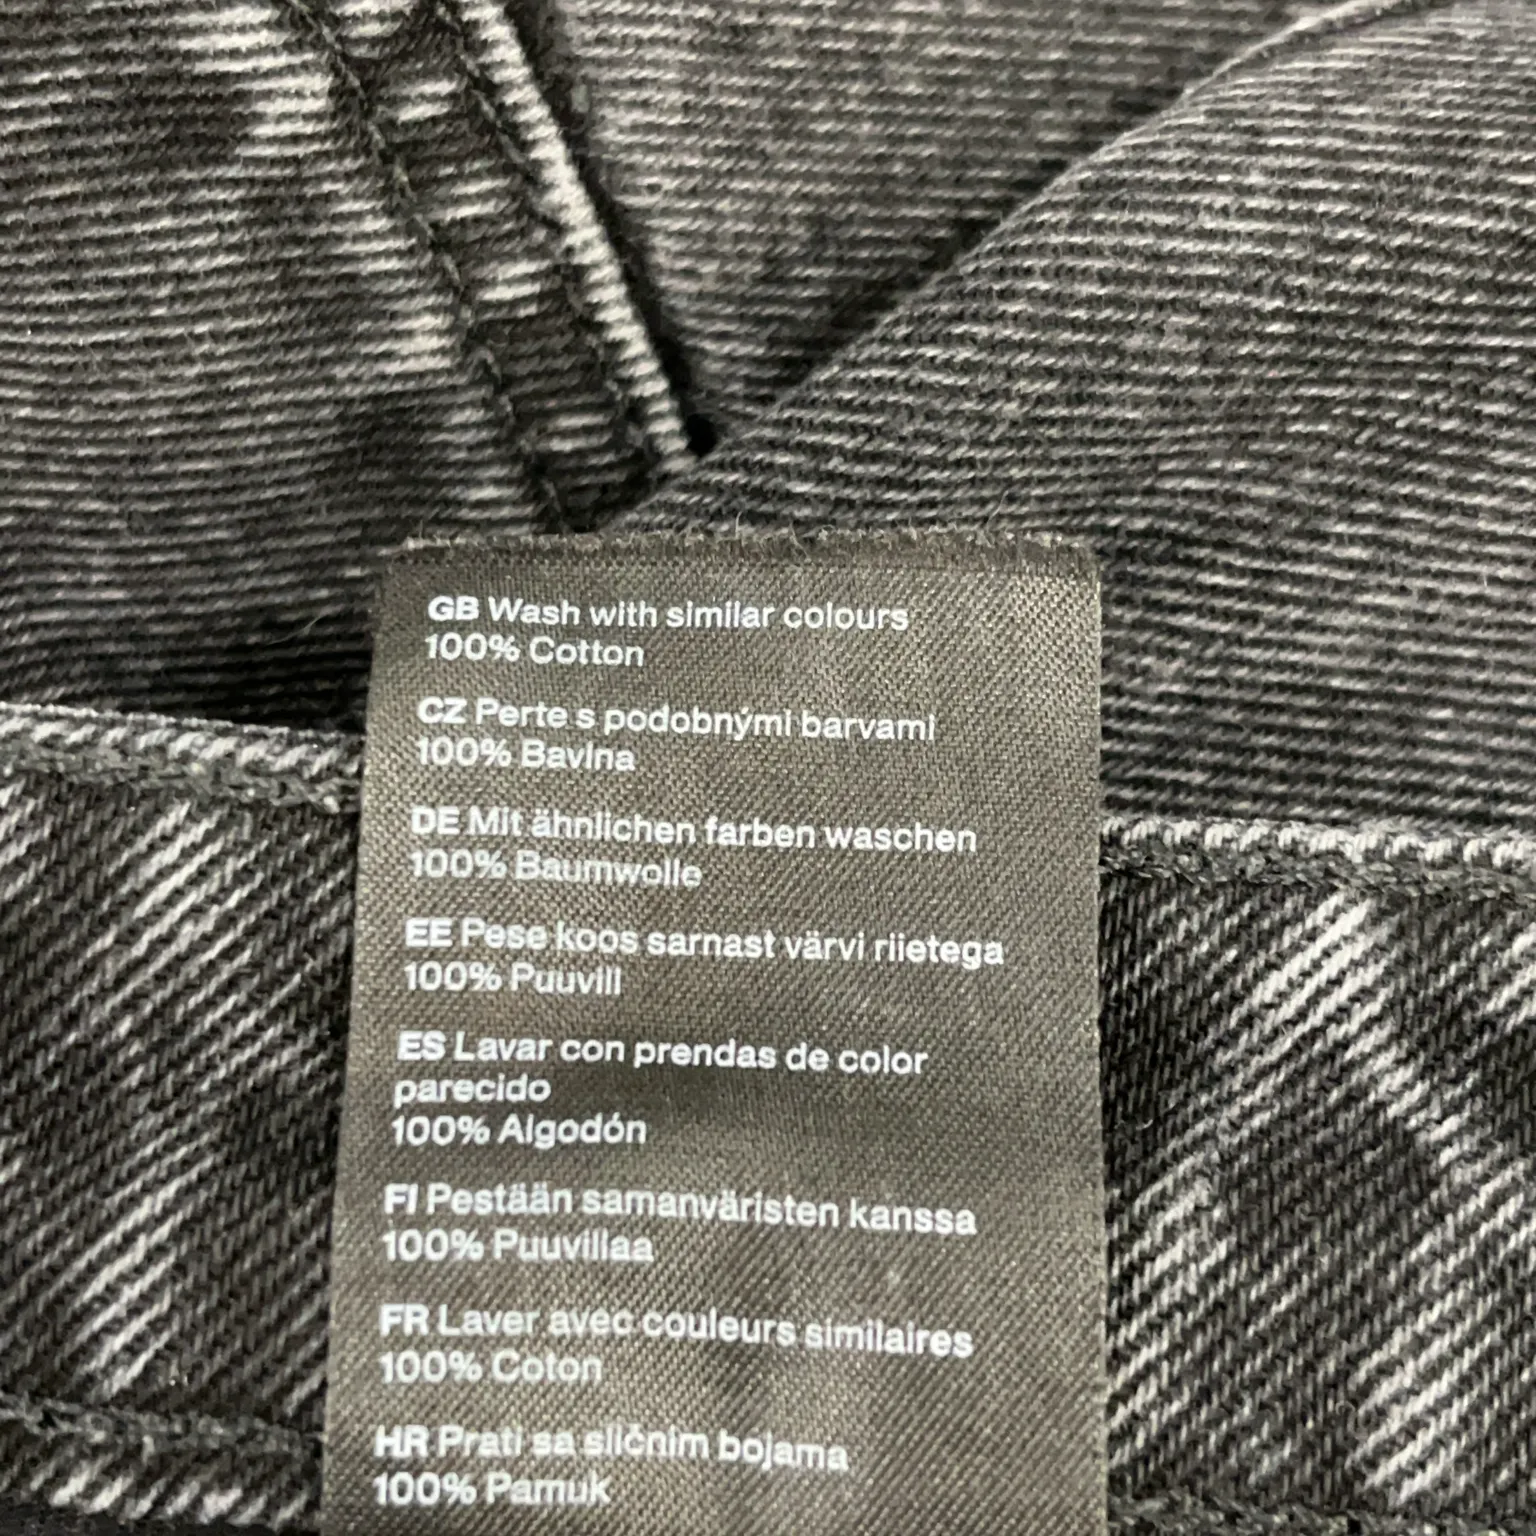 GB Wash with similar colours
100% Cotton
CZ Perte s podobnými barvami
100% Bavlna
DE Mit ähnlichen farben waschen
100% Baumwolle
EE Pese koos sarnast värvi riietega
100% Puuvill
ES Lavar con prendas de color
parecido
100% Algodón
FI Pestään samanväristen kanssa
100% Puuvillaa
FR Laver avec couleurs similaires
100% Coton
HR Prati sa sličnim bojama
100% Pamuk